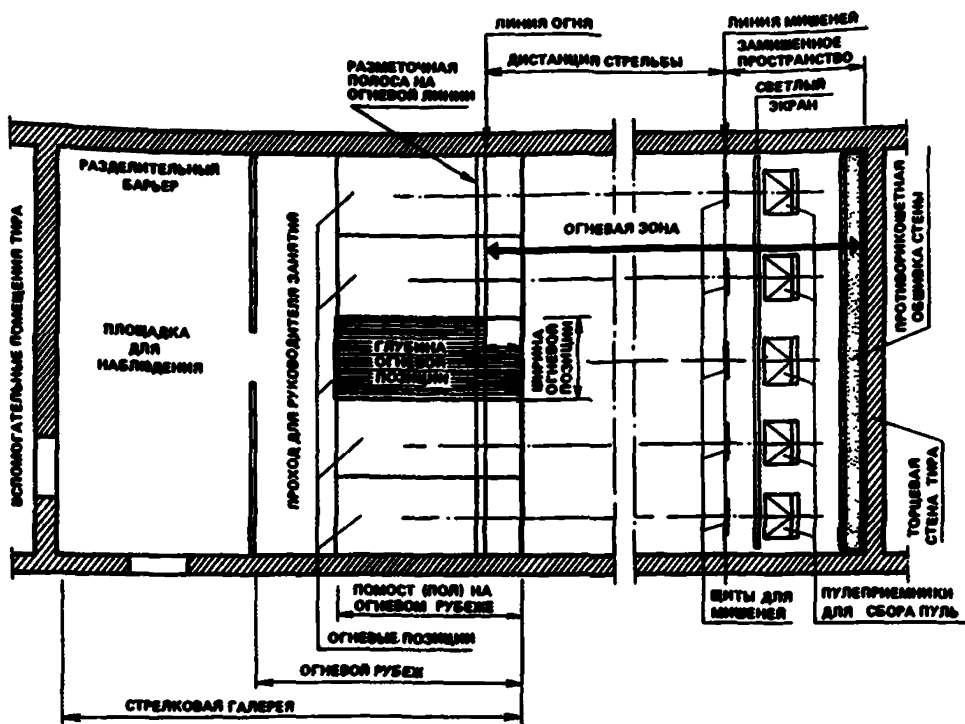 ЛИНИЯ ОГНЯ
ЛИНИЯ МИШЕНЕЙ
ДИСТАНЦИЯ СТРЕЛЬБЫ
ЗАМИШЕННОЕ
ПРОСТРАНСТВО
РАЗМЕТОЧНАЯ
ПОЛОСА НА
ОГНЕВОЙ ЛИНИИ
СВЕТЛЫЙ
ЭКРАН
РАЗДЕЛИТЕЛЬНЫЙ
БАРЬЕР
ВСПОМОГАТЕЛЬНЫЕ ПОМЕЩЕНИЯ ТИРА
ПЛОЩАДКА
ДЛЯ
НАБЛЮДЕНИЯ
ПРОХОД ДЛЯ РУКОВОДИТЕЛЯ ЗАНЯТИЙ
ГЛУБИНА
ОГНЕВОЙ
ПОЗИЦИИ
ШИРИНА
ОГНЕВОЙ
ПОЗИЦИИ
ОГНЕВАЯ ЗОНА
ПРОТИВОРИКОШЕТНАЯ
ОБШИВКА СТЕНЫ
ТОРЦЕВАЯ
СТЕНА ТИРА
ПОМОСТ (ПОЛ) НА
ОГНЕВОМ РУБЕЖЕ
ЩИТЫ ДЛЯ
МИШЕНЕЙ
ПУЛЕПРИЕМНИКИ
ДЛЯ СБОРА ПУЛЬ
ОГНЕВЫЕ ПОЗИЦИИ
ОГНЕВОЙ РУБЕЖ
СТРЕЛКОВАЯ ГАЛЕРЕЯ